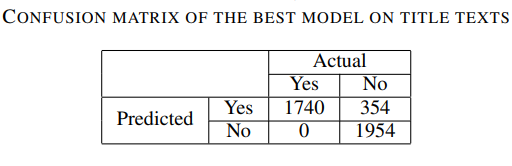 CONFUSION MATRIX OF THE BEST MODEL ON TITLE TEXTS
Actual
Yes No
Predicted Yes 1740 354
No 0 1954